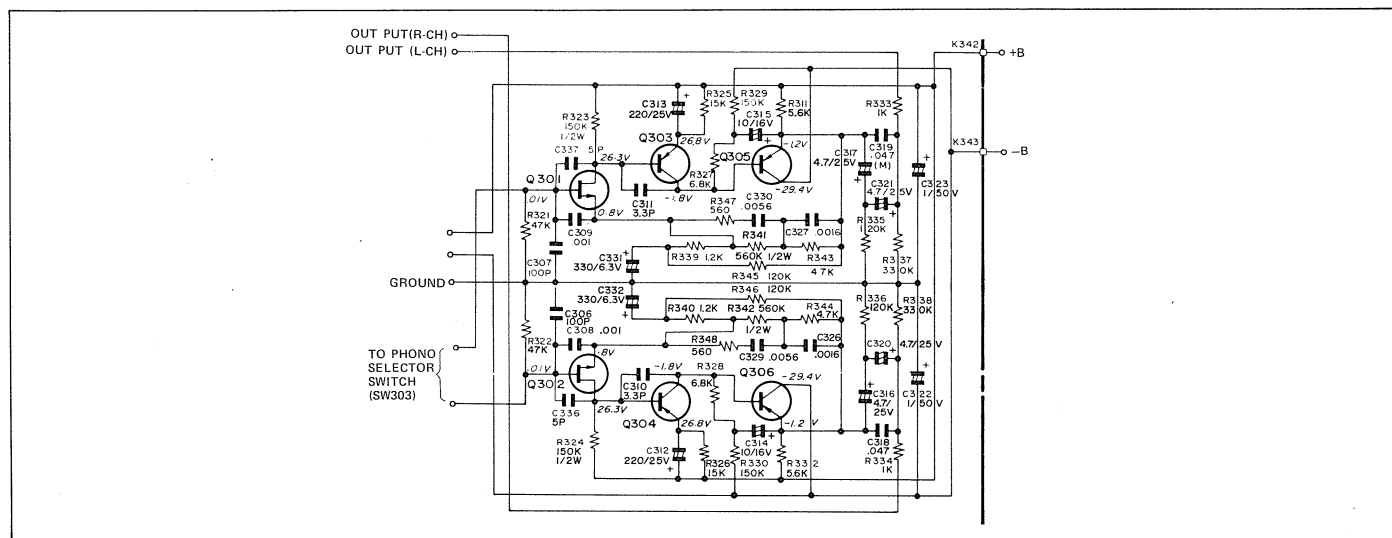 OUT PUT(R-CH)
OUT PUT (L-CH)
K342
+B
K343
-B
R323
150K
1/2W
C313
220/25V
R325
15K
R329
150K
C315
10/16V
R311
5.6K
R333
1K
C337 5P
26.3V
Q303
26.8V
Q305
-1.2V
C317
4.7/25V
C319
.047
(M)
R327
6.8K
-29.4V
C321
4.7/25V
C323
1/50V
Q301
.01V
C311
3.3P
-1.8V
R347
560
C330
.0056
R321
47K
0.8V
C309
.001
C327 .0016
R335
120K
C307
100P
R339 1.2K
R341
560K 1/2W
R343
4.7K
R337
330K
C331
330/6.3V
R345 120K
GROUND
C332
330/6.3V
R346 120K
R336
120K
R338
330K
C306
100P
R340 1.2K
R342 560K
1/2W
R344
4.7K
R322
47K
C308 .001
R348
560
C329 .0056
C326
.0016
C320
4.7/25V
TO PHONO
SELECTOR
SWITCH
(SW303)
.01V
.8V
Q302
-1.8V
R328
6.8K
Q306
-29.4V
C310
3.3P
C316
4.7/
25V
C322
1/50V
C336
5P
26.3V
Q304
26.8V
-1.2V
C314
10/16V
C318
.047
R324
150K
1/2W
C312
220/25V
R326
15K
R330
150K
R332
5.6K
R334
1K